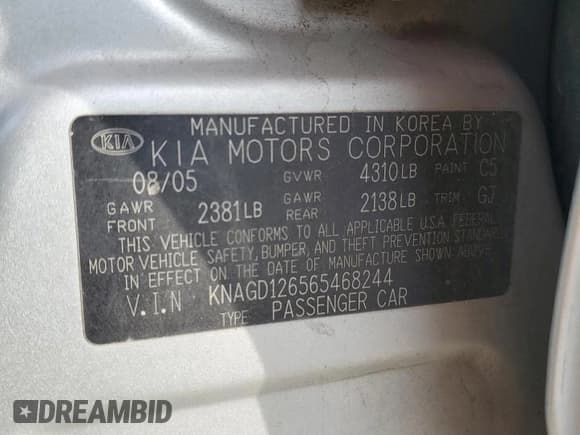 MANUFACTURED IN KOREA BY
KIA KIA MOTORS CORPORATION
08/05 GVWR 4310LB PAINT C5
GAWR FRONT 2381LB GAWR REAR 2138LB TRIM GJ
THIS VEHICLE CONFORMS TO ALL APPLICABLE U.S.A. FEDERAL
MOTOR VEHICLE SAFETY, BUMPER, AND THEFT PREVENTION STANDARDS
IN EFFECT ON THE DATE OF MANUFACTURE SHOWN ABOVE.
V.I.N KNAGD126565468244
TYPE PASSENGER CAR
DREAMBID